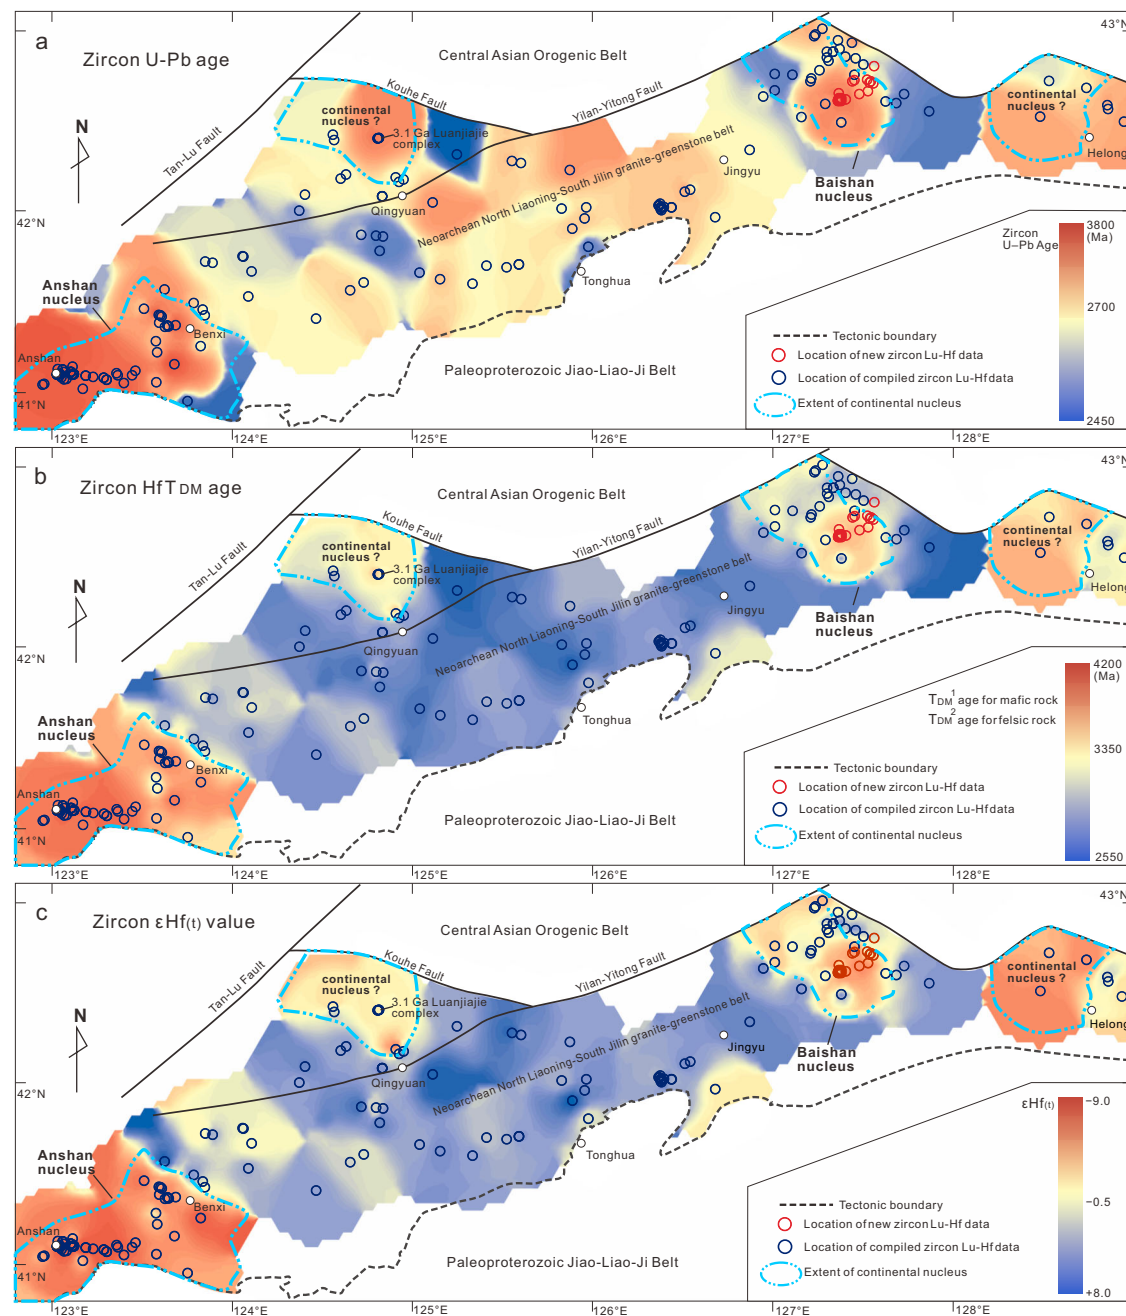 a
Zircon U-Pb age
Central Asian Orogenic Belt
43°N
Kouhe Fault
Yilan-Yitong Fault
Tan-Lu Fault
continental
nucleus ?
3.1 Ga Luanjiajie
complex
continental
nucleus ?
N
Helong
Jingyu
Baishan
nucleus
Qingyuan
Neoarchean North Liaoning-South Jilin granite-greenstone belt
42°N
Tonghua
Anshan
nucleus
Benxi
Anshan
Paleoproterozoic Jiao-Liao-Ji Belt
41°N
Zircon
U–Pb Age
3800
(Ma)
2700
2450
Tectonic boundary
Location of new zircon Lu-Hf data
Location of compiled zircon Lu-Hf data
Extent of continental nucleus
123°E
124°E
125°E
126°E
127°E
128°E
b
Zircon HfTDM age
Central Asian Orogenic Belt
43°N
Kouhe Fault
Yilan-Yitong Fault
Tan-Lu Fault
continental
nucleus ?
3.1 Ga Luanjiajie
complex
continental
nucleus ?
N
Helong
Jingyu
Baishan
nucleus
Qingyuan
Neoarchean North Liaoning-South Jilin granite-greenstone belt
42°N
Tonghua
Anshan
nucleus
Benxi
Anshan
Paleoproterozoic Jiao-Liao-Ji Belt
41°N
TDM1 age for mafic rock
TDM2 age for felsic rock
4200
(Ma)
3350
2550
Tectonic boundary
Location of new zircon Lu-Hf data
Location of compiled zircon Lu-Hf data
Extent of continental nucleus
123°E
124°E
125°E
126°E
127°E
128°E
c
Zircon εHf(t) value
Central Asian Orogenic Belt
43°N
Kouhe Fault
Yilan-Yitong Fault
Tan-Lu Fault
continental
nucleus ?
3.1 Ga Luanjiajie
complex
continental
nucleus ?
N
Helong
Jingyu
Baishan
nucleus
Qingyuan
Neoarchean North Liaoning-South Jilin granite-greenstone belt
42°N
Tonghua
Anshan
nucleus
Benxi
Anshan
Paleoproterozoic Jiao-Liao-Ji Belt
41°N
εHf(t)
−9.0
−0.5
+8.0
Tectonic boundary
Location of new zircon Lu-Hf data
Location of compiled zircon Lu-Hf data
Extent of continental nucleus
123°E
124°E
125°E
126°E
127°E
128°E